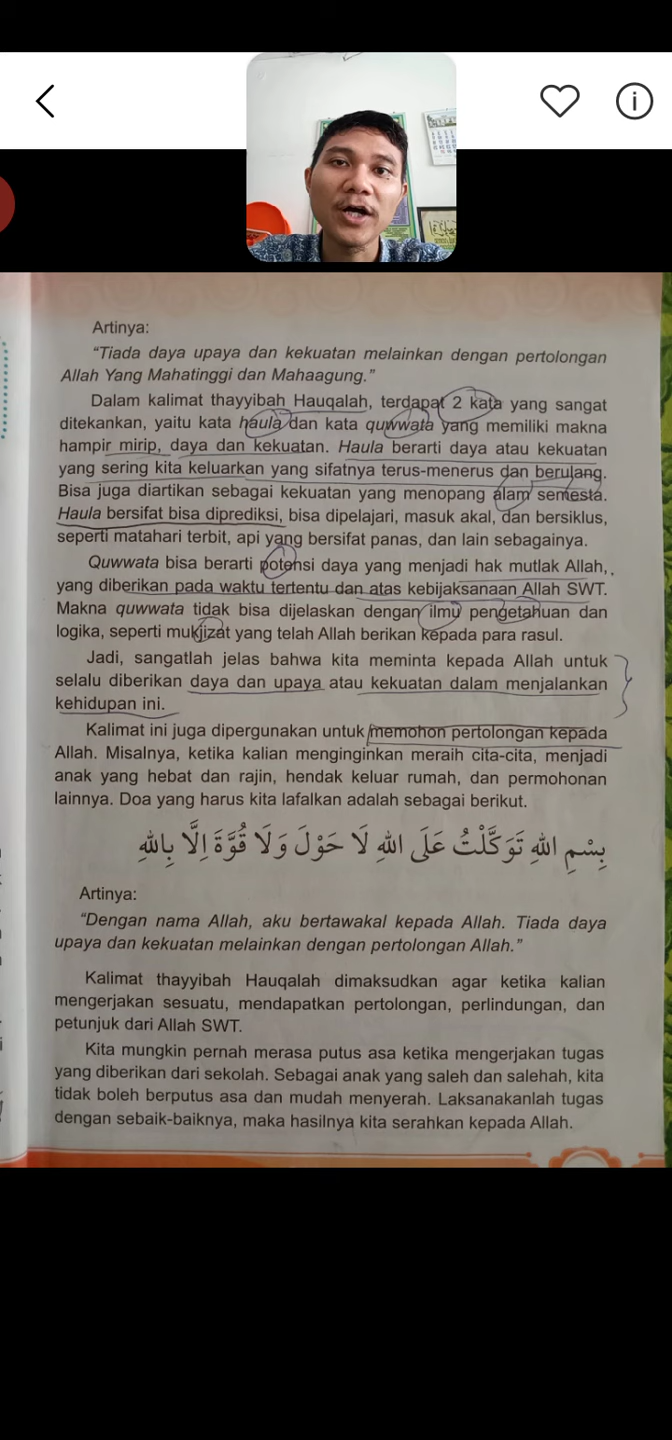 Artinya:
“Tiada daya upaya dan kekuatan melainkan dengan pertolongan
Allah Yang Mahatinggi dan Mahaagung.”
Dalam kalimat thayyibah Hauqalah, terdapat 2 kata yang sangat
ditekankan, yaitu kata haula dan kata quwwata yang memiliki makna
hampir mirip, daya dan kekuatan. Haula berarti daya atau kekuatan
yang sering kita keluarkan yang sifatnya terus-menerus dan berulang.
Bisa juga diartikan sebagai kekuatan yang menopang alam semesta.
Haula bersifat bisa diprediksi, bisa dipelajari, masuk akal, dan bersiklus,
seperti matahari terbit, api yang bersifat panas, dan lain sebagainya.
Quwwata bisa berarti potensi daya yang menjadi hak mutlak Allah,
yang diberikan pada waktu tertentu dan atas kebijaksanaan Allah SWT.
Makna quwwata tidak bisa dijelaskan dengan ilmu pengetahuan dan
logika, seperti mukjizat yang telah Allah berikan kepada para rasul.
Jadi, sangatlah jelas bahwa kita meminta kepada Allah untuk
selalu diberikan daya dan upaya atau kekuatan dalam menjalankan
kehidupan ini.
Kalimat ini juga dipergunakan untuk memohon pertolongan kepada
Allah. Misalnya, ketika kalian menginginkan meraih cita-cita, menjadi
anak yang hebat dan rajin, hendak keluar rumah, dan permohonan
lainnya. Doa yang harus kita lafalkan adalah sebagai berikut.
بِسْمِ اللهِ تَوَكَّلْتُ عَلَى اللهِ لَا حَوْلَ وَلَا قُوَّةَ اِلَّا بِاللهِ
Artinya:
“Dengan nama Allah, aku bertawakal kepada Allah. Tiada daya
upaya dan kekuatan melainkan dengan pertolongan Allah.”
Kalimat thayyibah Hauqalah dimaksudkan agar ketika kalian
mengerjakan sesuatu, mendapatkan pertolongan, perlindungan, dan
petunjuk dari Allah SWT.
Kita mungkin pernah merasa putus asa ketika mengerjakan tugas
yang diberikan dari sekolah. Sebagai anak yang saleh dan salehah, kita
tidak boleh berputus asa dan mudah menyerah. Laksanakanlah tugas
dengan sebaik-baiknya, maka hasilnya kita serahkan kepada Allah.